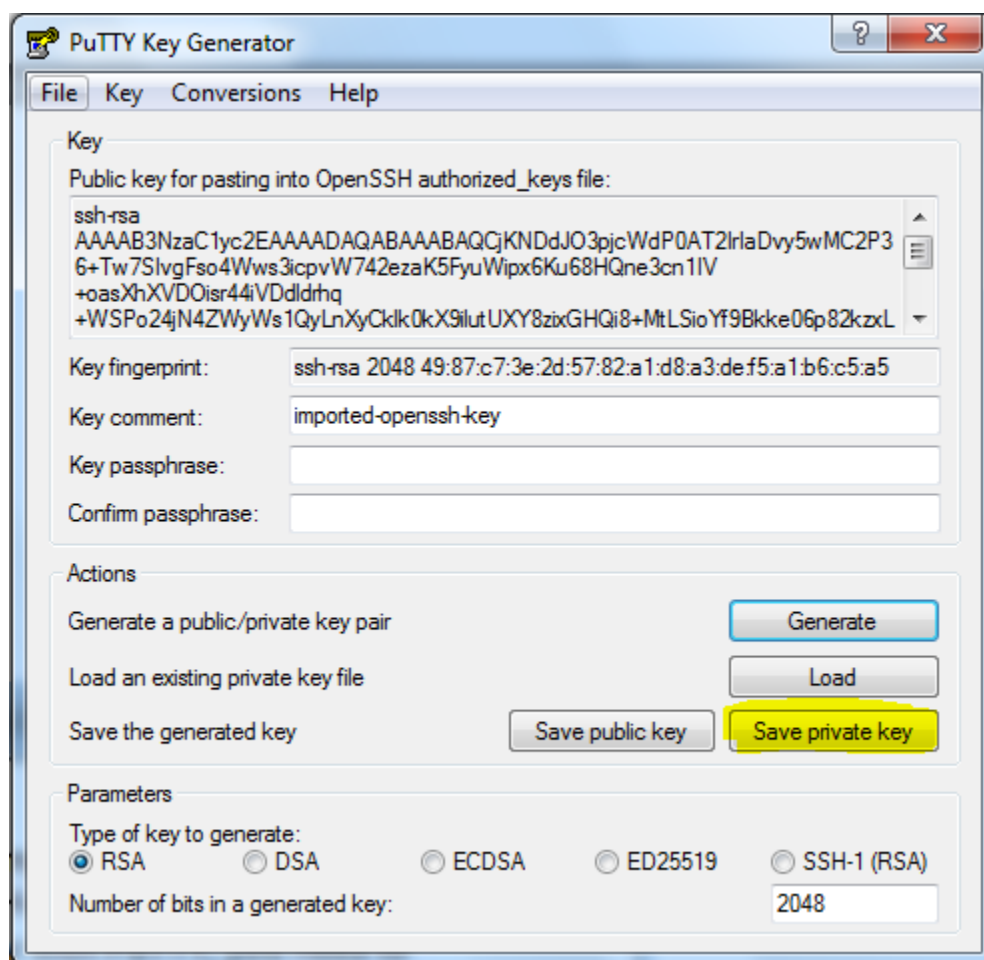 PuTTY Key Generator
File Key Conversions Help
Key
Public key for pasting into OpenSSH authorized_keys file:
ssh-rsa
AAAAB3NzaC1yc2EAAAADAQABAAABAQCjKNDdJO3pjcWdP0AT2IrIaDvy5wMC2P3
6+Tw7SIvgFso4Wws3icpvW742ezaK5FyuWipx6Ku68HQne3cn1IV
+oasXhXVDOisr44iVDdldrhq
+WSPo24jN4ZWyWs1QyLnXyCkIk0kX9iIutUXY8zixGHQi8+MtLSioYf9Bkke06p82kzxL
Key fingerprint: ssh-rsa 2048 49:87:c7:3e:2d:57:82:a1:d8:a3:de:f5:a1:b6:c5:a5
Key comment: imported-openssh-key
Key passphrase:
Confirm passphrase:
Actions
Generate a public/private key pair Generate
Load an existing private key file Load
Save the generated key Save public key Save private key
Parameters
Type of key to generate:
RSA DSA ECDSA ED25519 SSH-1 (RSA)
Number of bits in a generated key: 2048